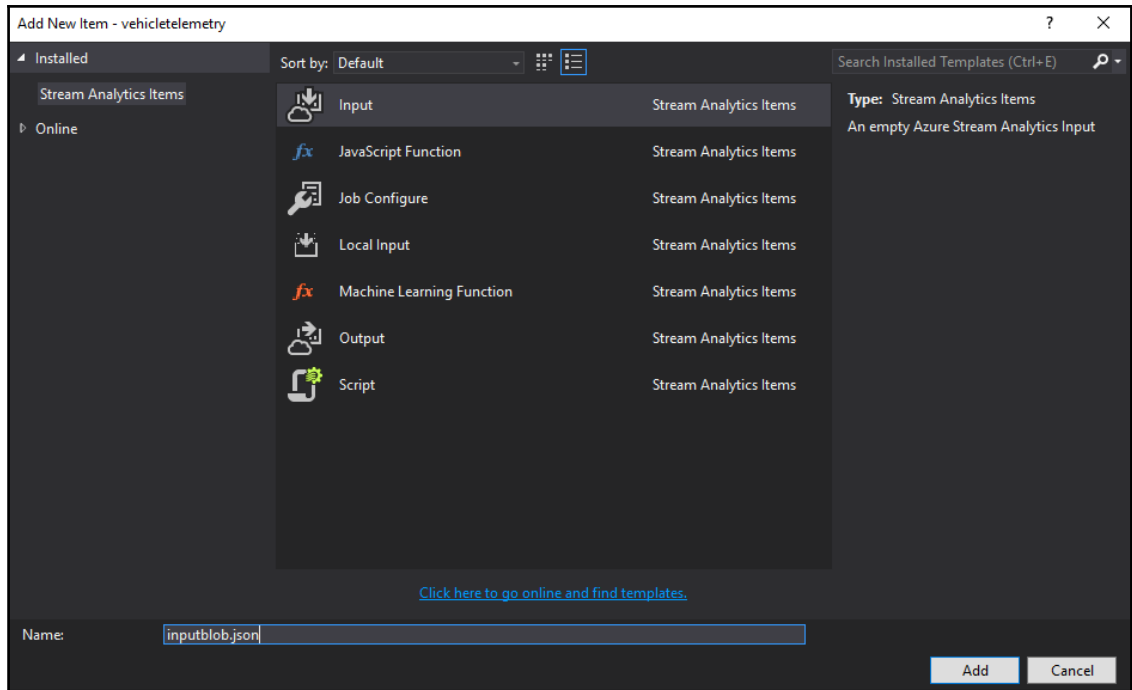 Add New Item - vehicletelemetry
?
Installed
Stream Analytics Items
Online
Sort by: Default
Input Stream Analytics Items
fx JavaScript Function Stream Analytics Items
Job Configure Stream Analytics Items
Local Input Stream Analytics Items
fx Machine Learning Function Stream Analytics Items
Output Stream Analytics Items
Script Stream Analytics Items
Click here to go online and find templates.
Search Installed Templates (Ctrl+E)
Type: Stream Analytics Items
An empty Azure Stream Analytics Input
Name: inputblob.json
Add Cancel